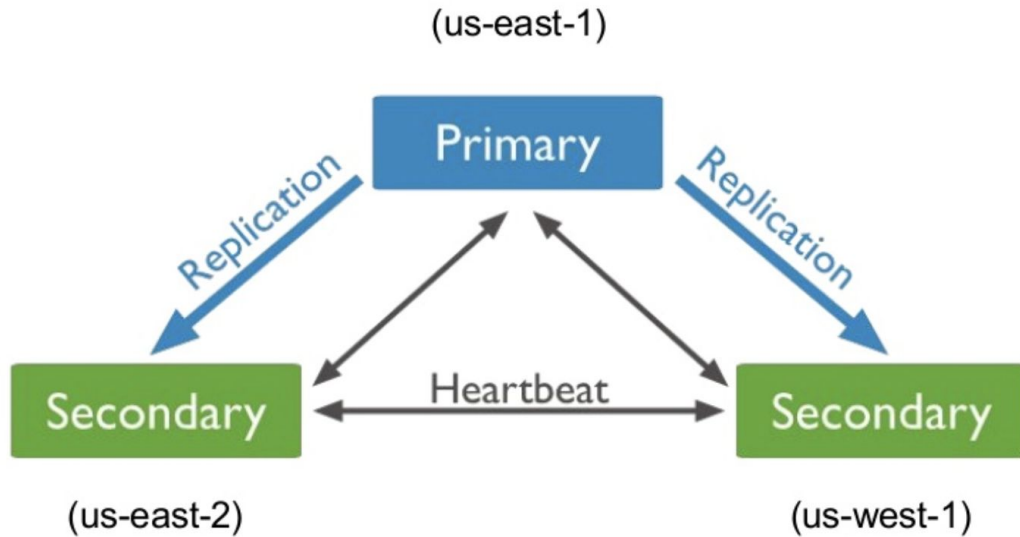 (us-east-1)
Primary
Replication
Replication
Heartbeat
Secondary
Secondary
(us-east-2)
(us-west-1)